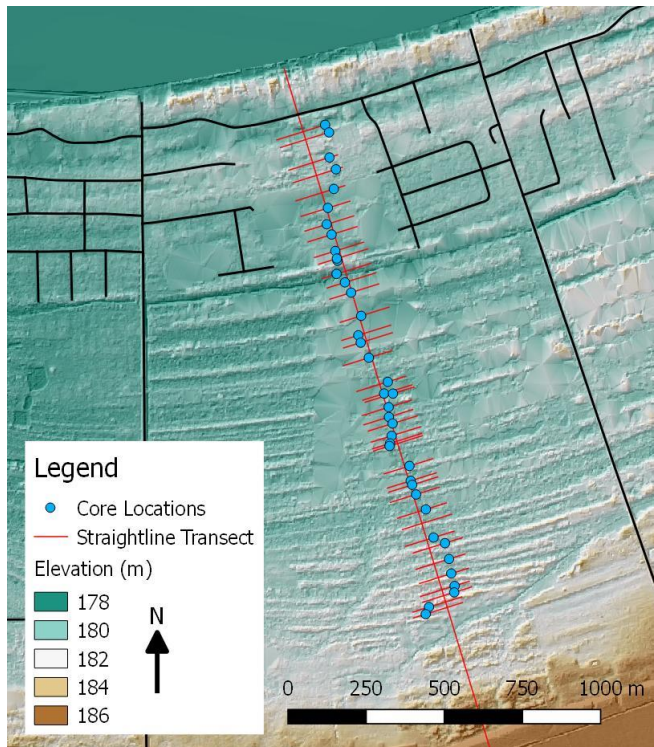 Legend
Core Locations
Straightline Transect
Elevation (m)
178
180
182
184
186
N
0 250 500 750 1000 m